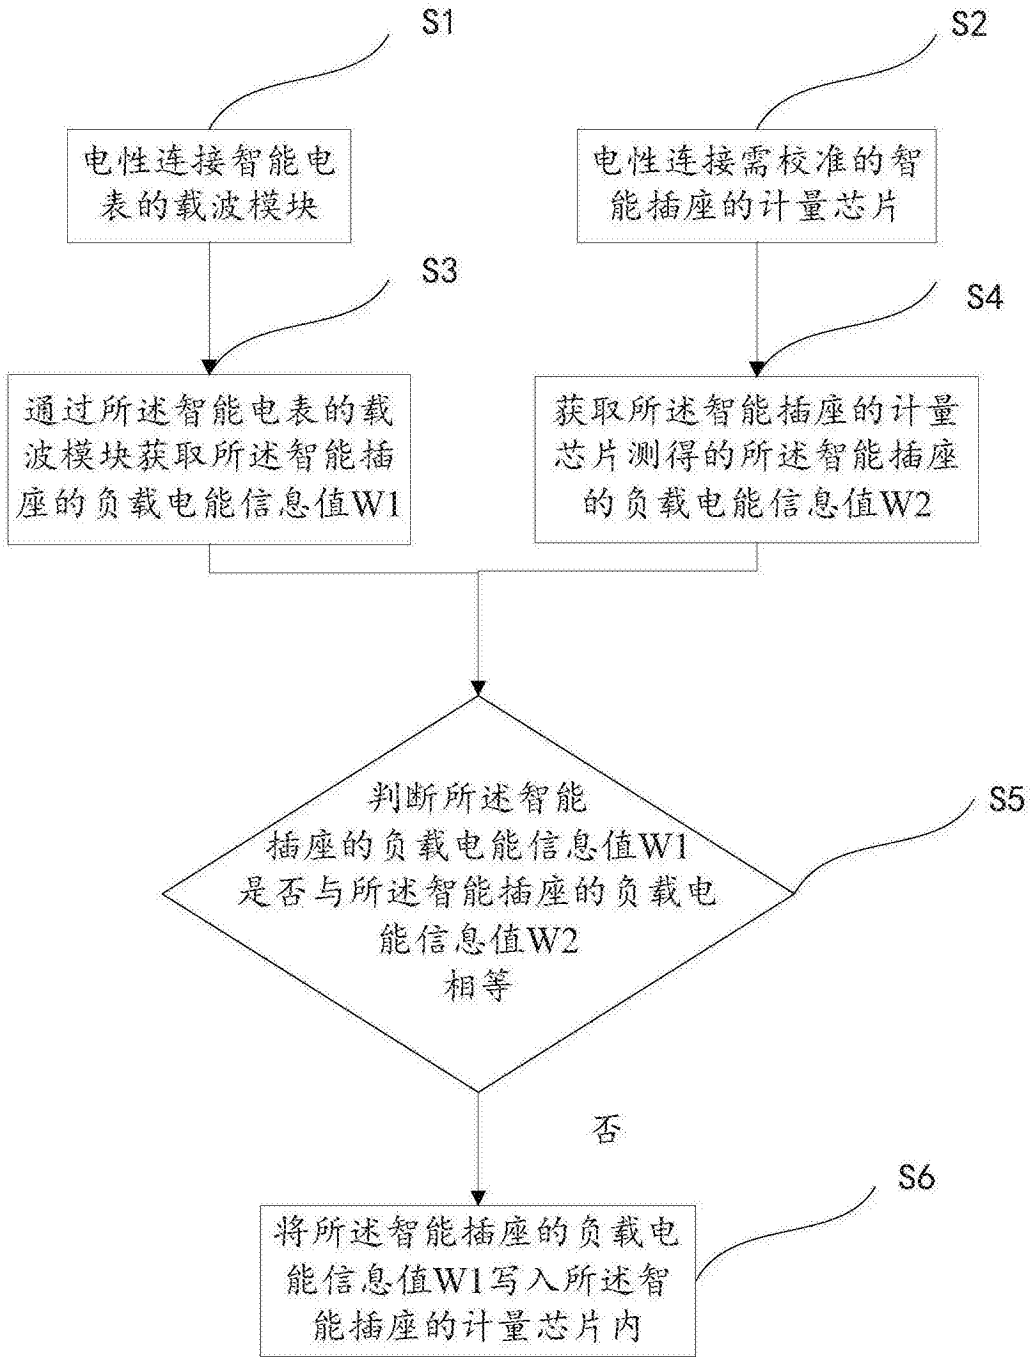 S1
S2
电性连接智能电
表的载波模块
电性连接需校准的智
能插座的计量芯片
S3
S4
通过所述智能电表的载
波模块获取所述智能插
座的负载电能信息值W1
获取所述智能插座的计量
芯片测得的所述智能插座
的负载电能信息值W2
判断所述智能
插座的负载电能信息值W1
是否与所述智能插座的负载电
能信息值W2
相等
S5
否
S6
将所述智能插座的负载电
能信息值W1写入所述智
能插座的计量芯片内